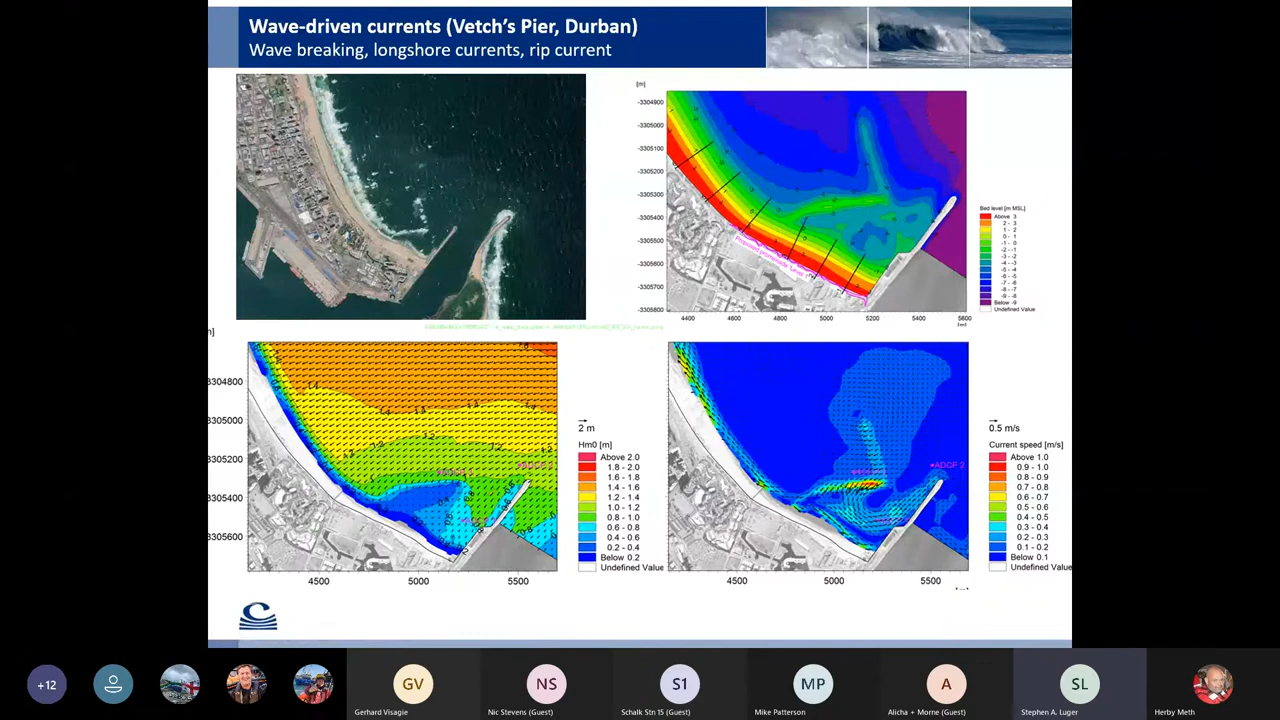 Wave-driven currents (Vetch's Pier, Durban)
Wave breaking, longshore currents, rip current
[m]
-3304900
-3305000
-3305100
-3305200
-3305300
-3305400
-3305500
-3305600
-3305700
-3305800
4400 4600 4800 5000 5200 5400 5600
[m]
Proposed promenade
Bed level [m MSL]
Above 3
2 - 3
1 - 2
0 - 1
-1 - 0
-2 - -1
-3 - -2
-4 - -3
-5 - -4
-6 - -5
-7 - -6
-8 - -7
-9 - -8
Below -9
Undefined Value
3304800
3305000
3305200
3305400
3305600
4500 5000 5500
2 m
Hm0 [m]
Above 2.0
1.8 - 2.0
1.6 - 1.8
1.4 - 1.6
1.2 - 1.4
1.0 - 1.2
0.8 - 1.0
0.6 - 0.8
0.4 - 0.6
0.2 - 0.4
Below 0.2
Undefined Value
ADCP 2
4500 5000 5500
0.5 m/s
Current speed [m/s]
Above 1.0
0.9 - 1.0
0.8 - 0.9
0.7 - 0.8
0.6 - 0.7
0.5 - 0.6
0.4 - 0.5
0.3 - 0.4
0.2 - 0.3
0.1 - 0.2
Below 0.1
Undefined Value
+12
GV
NS
S1
MP
A
SL
Gerhard Visagie
Nic Stevens (Guest)
Schalk Stn 15 (Guest)
Mike Patterson
Alicha + Morne (Guest)
Stephen A. Luger
Herby Meth